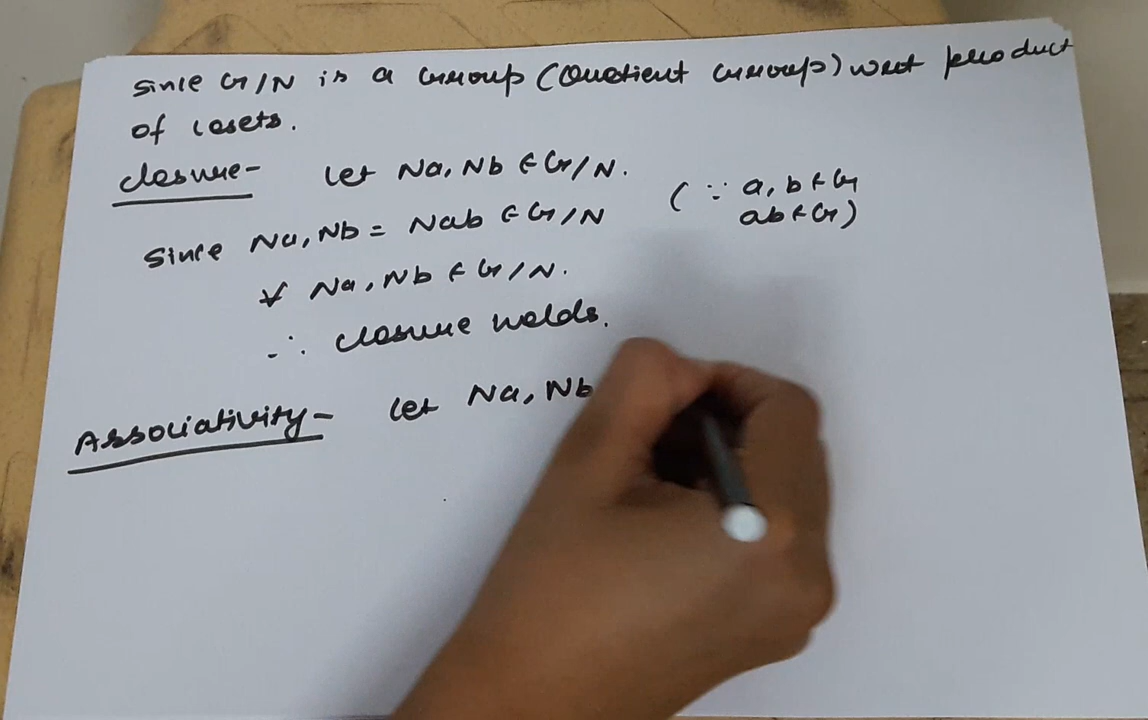 Since G/N is a Group (Quotient Group) wrt product
of cosets.
Closure- Let Na, Nb ∈ G/N.
Since Na, Nb = Nab ∈ G/N (∵ a, b ∈ G
ab ∈ G)
∀ Na, Nb ∈ G/N.
∴ Closure holds.
Associativity- Let Na, Nb